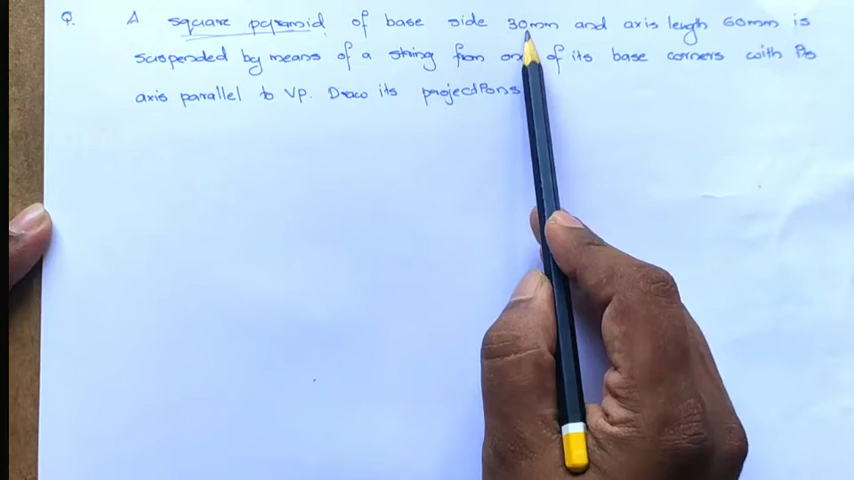 Q. A square pyramid of base side 30mm and axis length 60mm is
suspended by means of a string from one of its base corners with its
axis parallel to VP. Draw its projections